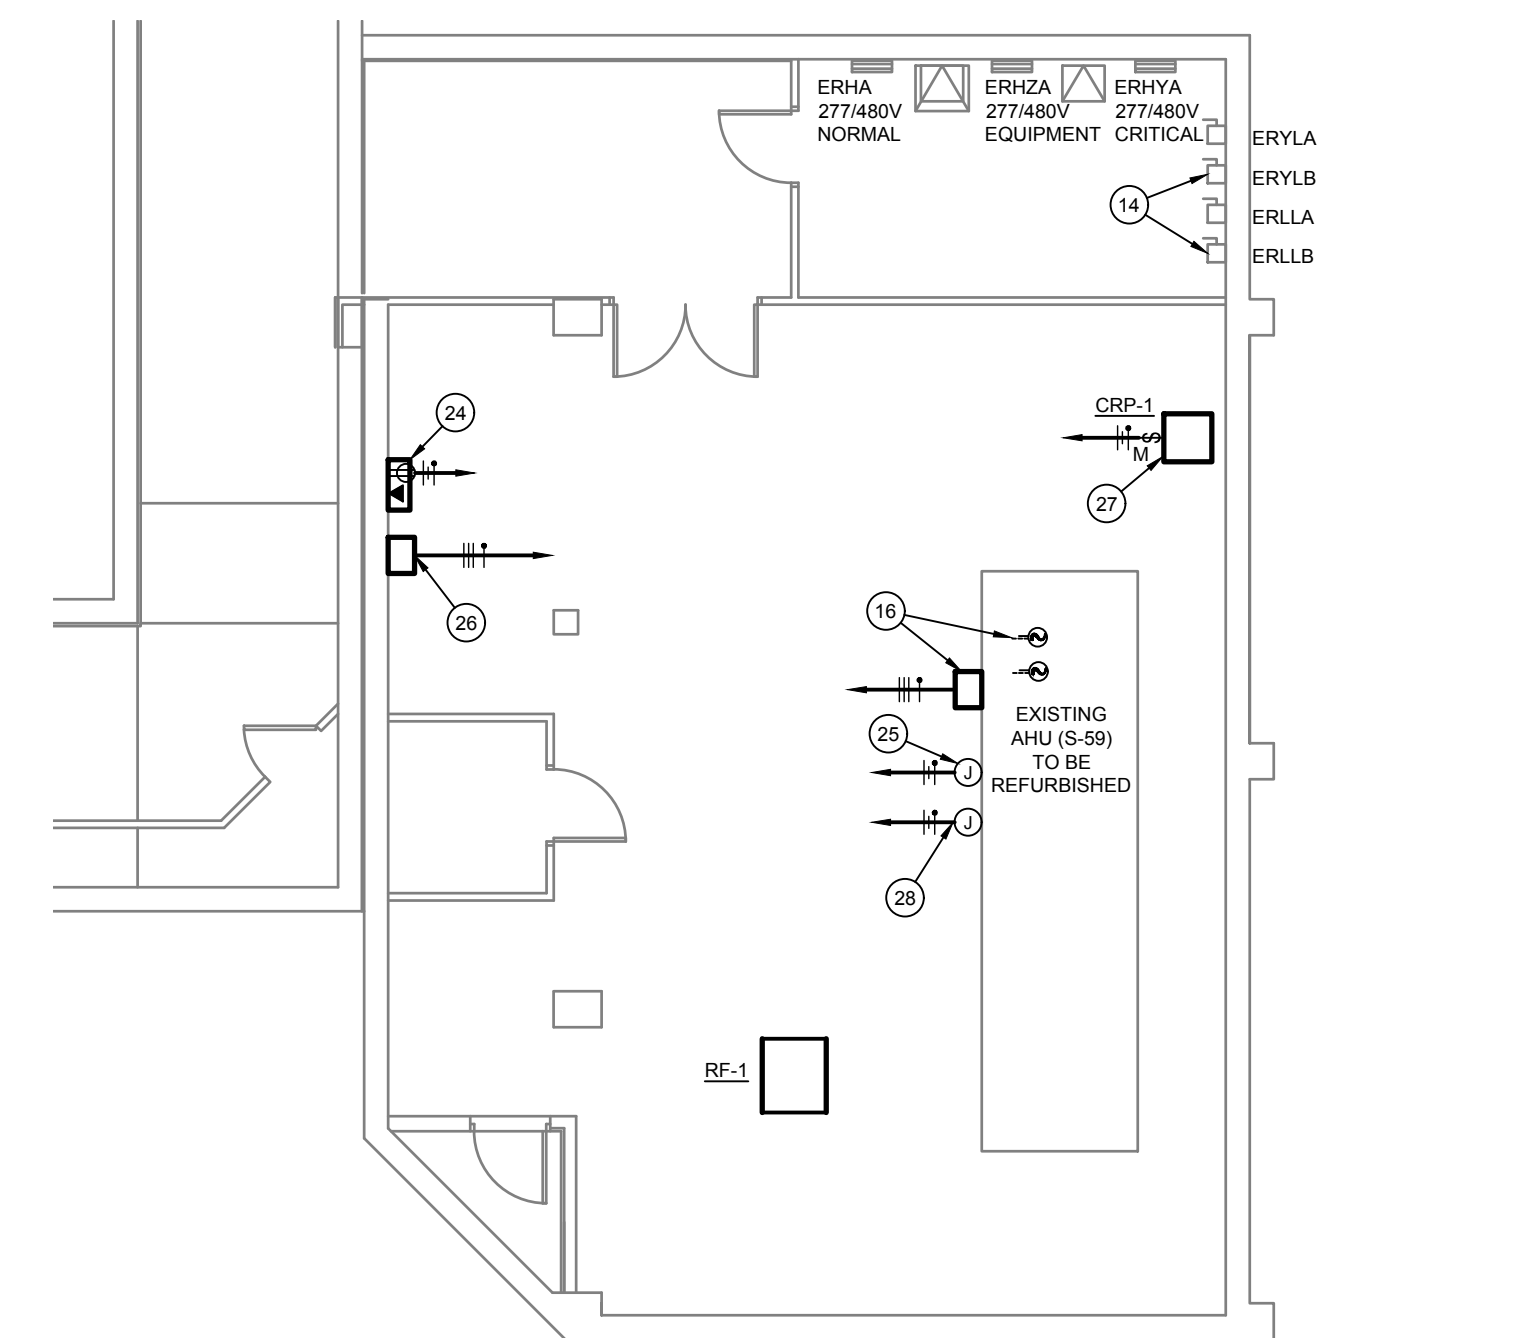 ERHA
277/480V
NORMAL
ERHZA
277/480V
EQUIPMENT
ERHYA
277/480V
CRITICAL
ERYLA
ERYLB
ERLLA
ERLLB
14
24
CRP-1
S
M
27
26
16
EXISTING
AHU (S-59)
TO BE
REFURBISHED
25
J
J
28
RF-1